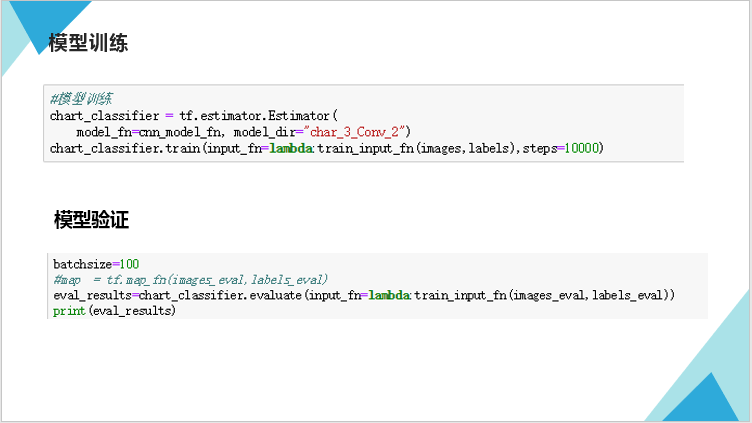 模型训练
#模型训练
chart_classifier = tf.estimator.Estimator(
    model_fn=cnn_model_fn, model_dir="char_3_Conv_2")
chart_classifier.train(input_fn=lambda:train_input_fn(images,labels),steps=10000)
模型验证
batchsize=100
#map  = tf.map_fn(images_eval,labels_eval)
eval_results=chart_classifier.evaluate(input_fn=lambda:train_input_fn(images_eval,labels_eval))
print(eval_results)